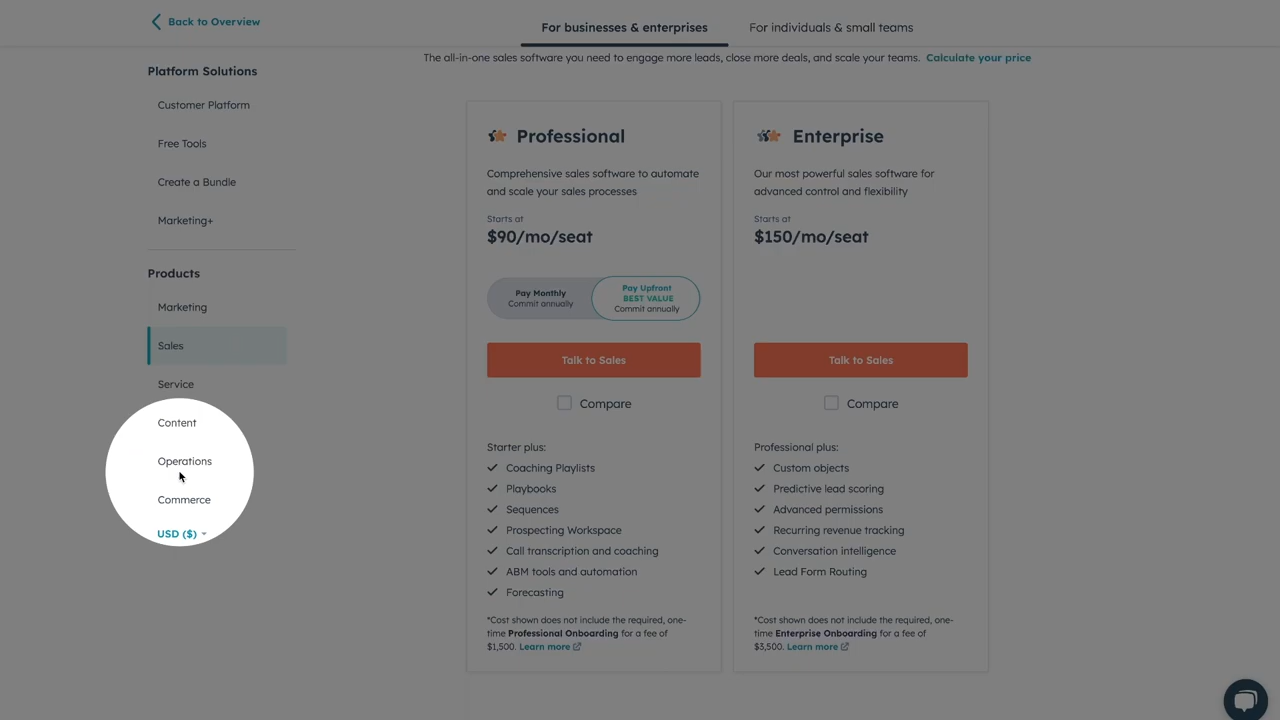 Back to Overview
For businesses & enterprises
For individuals & small teams
The all-in-one sales software you need to engage more leads, close more deals, and scale your teams. Calculate your price
Platform Solutions
Customer Platform
Free Tools
Create a Bundle
Marketing+
Products
Marketing
Sales
Service
Content
Operations
Commerce
USD ($)
Professional
Comprehensive sales software to automate
and scale your sales processes
Starts at
$90/mo/seat
Pay Monthly
Commit annually
Pay Upfront
BEST VALUE
Commit annually
Talk to Sales
Compare
Starter plus:
Coaching Playlists
Playbooks
Sequences
Prospecting Workspace
Call transcription and coaching
ABM tools and automation
Forecasting
*Cost shown does not include the required, one-
time Professional Onboarding for a fee of
$1,500. Learn more
Enterprise
Our most powerful sales software for
advanced control and flexibility
Starts at
$150/mo/seat
Talk to Sales
Compare
Professional plus:
Custom objects
Predictive lead scoring
Advanced permissions
Recurring revenue tracking
Conversation intelligence
Lead Form Routing
*Cost shown does not include the required, one-
time Enterprise Onboarding for a fee of
$3,500. Learn more